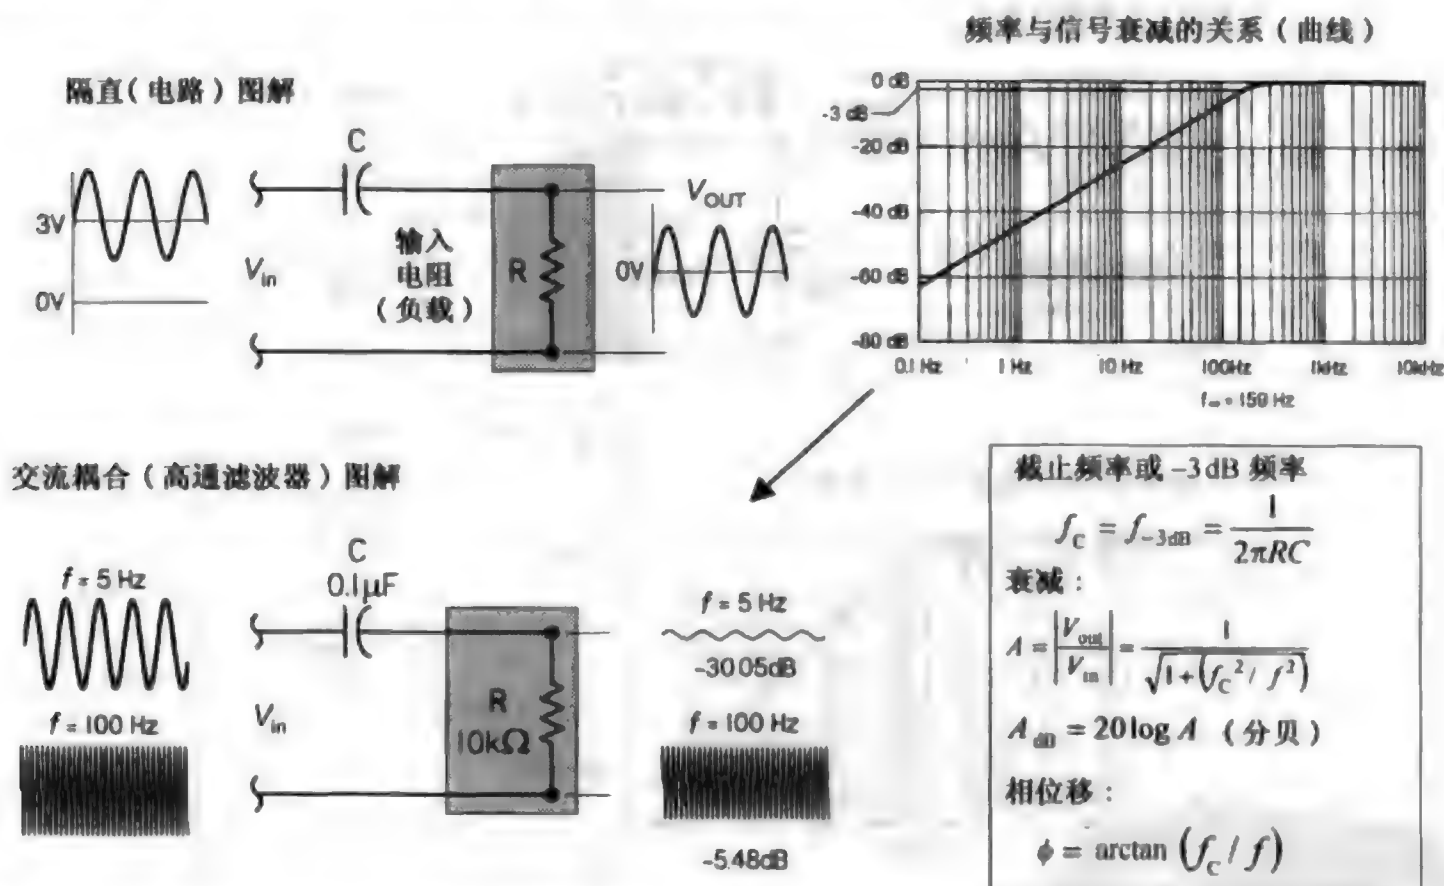 频率与信号衰减的关系（曲线）
隔直（电路）图解
0 dB
-3 dB
-20 dB
-40 dB
-60 dB
-80 dB
0.1 Hz 1 Hz 10 Hz 100Hz 1kHz 10kHz
= 159 Hz
C
3V
0V
V_in
输入
电阻
（负载）
R
V_OUT
0V
交流耦合（高通滤波器）图解
f = 5 Hz
f = 100 Hz
C
0.1μF
V_in
R
10kΩ
f = 5 Hz
-30.05dB
f = 100 Hz
-5.48dB
截止频率或 -3 dB 频率
f_C = f_{-3dB} = 1 / 2πRC
衰减：
A = |V_out / V_in| = 1 / √(1 + (f_C² / f²))
A_dB = 20 log A （分贝）
相位移：
φ = arctan (f_C / f)